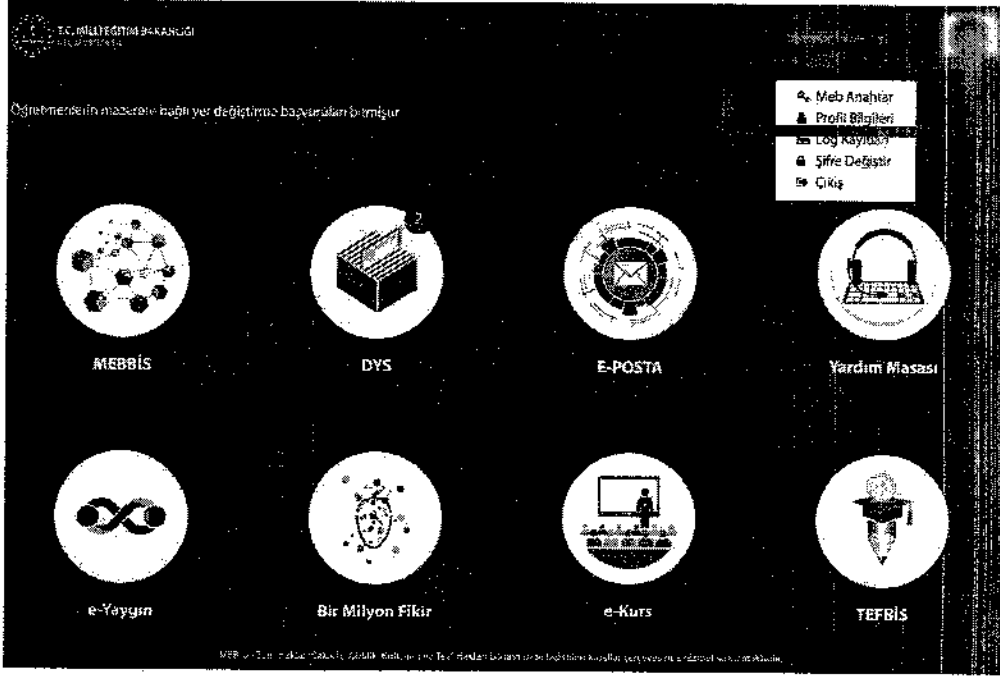 T.C. MİLLİ EĞİTİM BAKANLIĞI
Öğretmenlerin mazerete bağlı yer değiştirme başvuruları bitmiştir
Meb Anahtar
Profil Bilgileri
Log Kayıtları
Şifre Değiştir
Çıkış
2
MEBBİS
DYS
E-POSTA
Yardım Masası
e-Yaygın
Bir Milyon Fikir
e-Kurs
TEFBİS